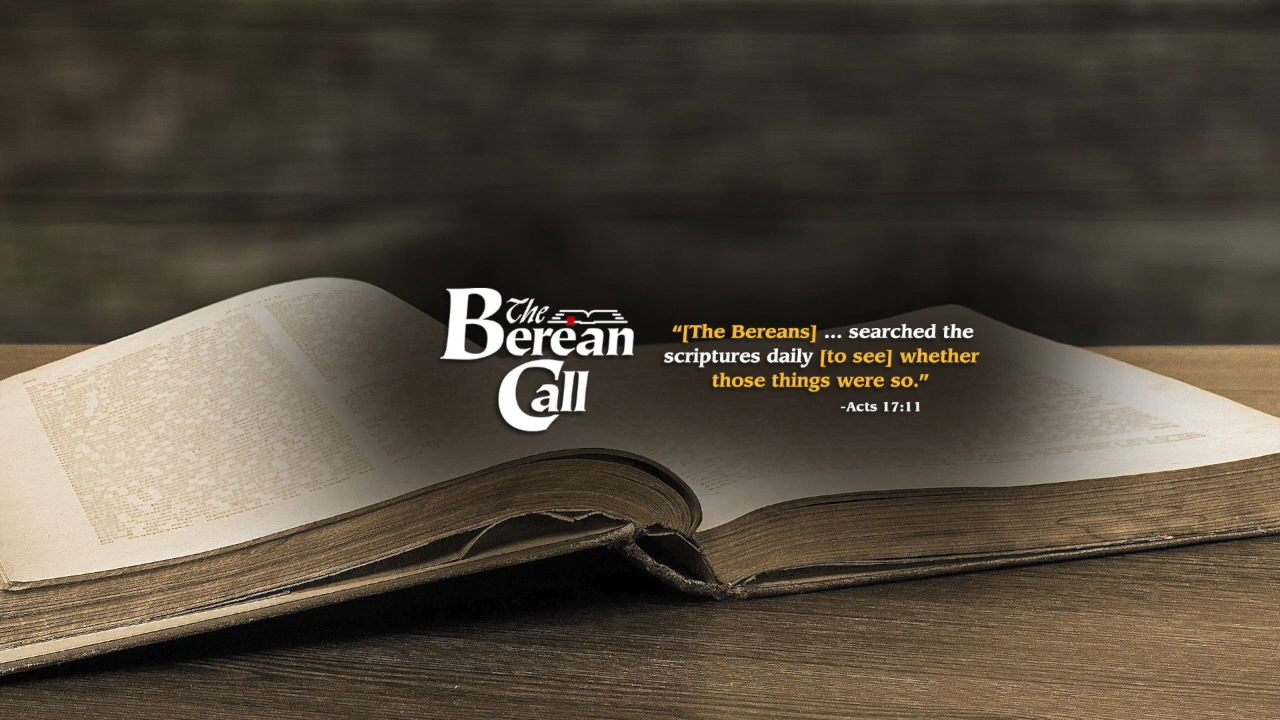 The
Berean
Call
“[The Bereans] ... searched the
scriptures daily [to see] whether
those things were so.”
-Acts 17:11